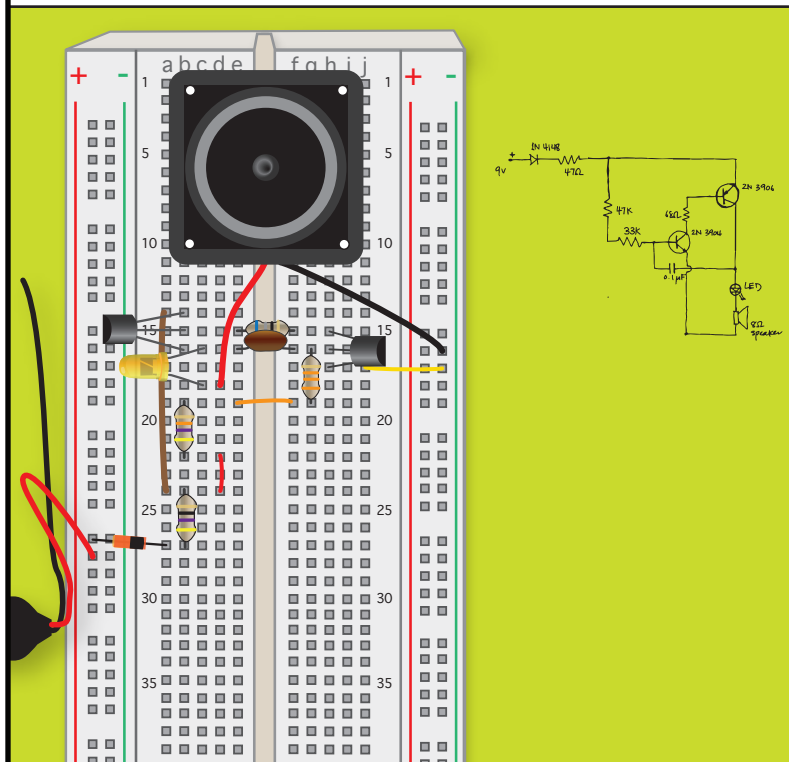 + - a b c d e f g h i j + -
1 1
5 5
10 10
15 15
20 20
25 25
30 30
35 35
+
9V
IN 4148
47Ω
47K
33K
68Ω
2N 3906
2N 3906
0.1µF
LED
8Ω
speaker